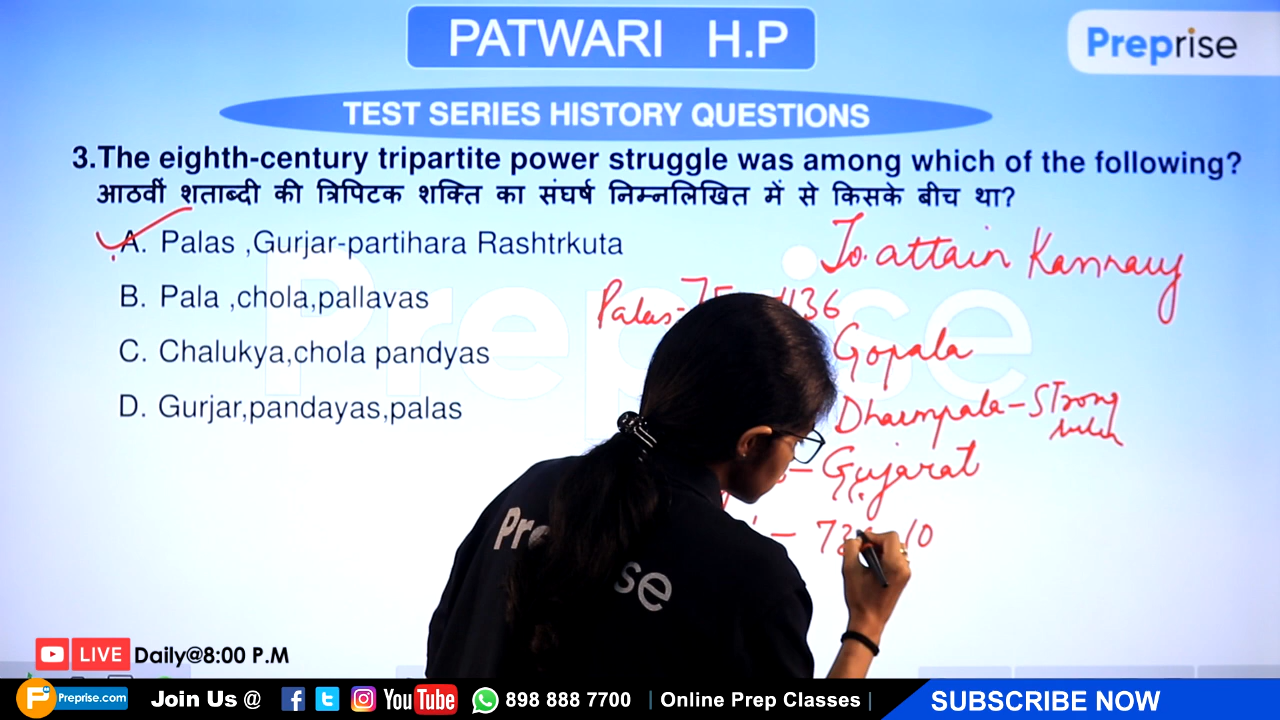 PATWARI H.P
Preprise
TEST SERIES HISTORY QUESTIONS
3.The eighth-century tripartite power struggle was among which of the following?
आठवीं शताब्दी की त्रिपिटक शक्ति का संघर्ष निम्नलिखित में से किसके बीच था?
A. Palas ,Gurjar-partihara Rashtrkuta
To attain Kannauj
B. Pala ,chola,pallavas
Palas-
Gopala
C. Chalukya,chola pandyas
D. Gurjar,pandayas,palas
Dharmpala-Strong
ruler
Gujarat
Preprise
LIVE Daily@8:00 P.M
Preprise.com Join Us @ YouTube 898 888 7700 | Online Prep Classes | SUBSCRIBE NOW